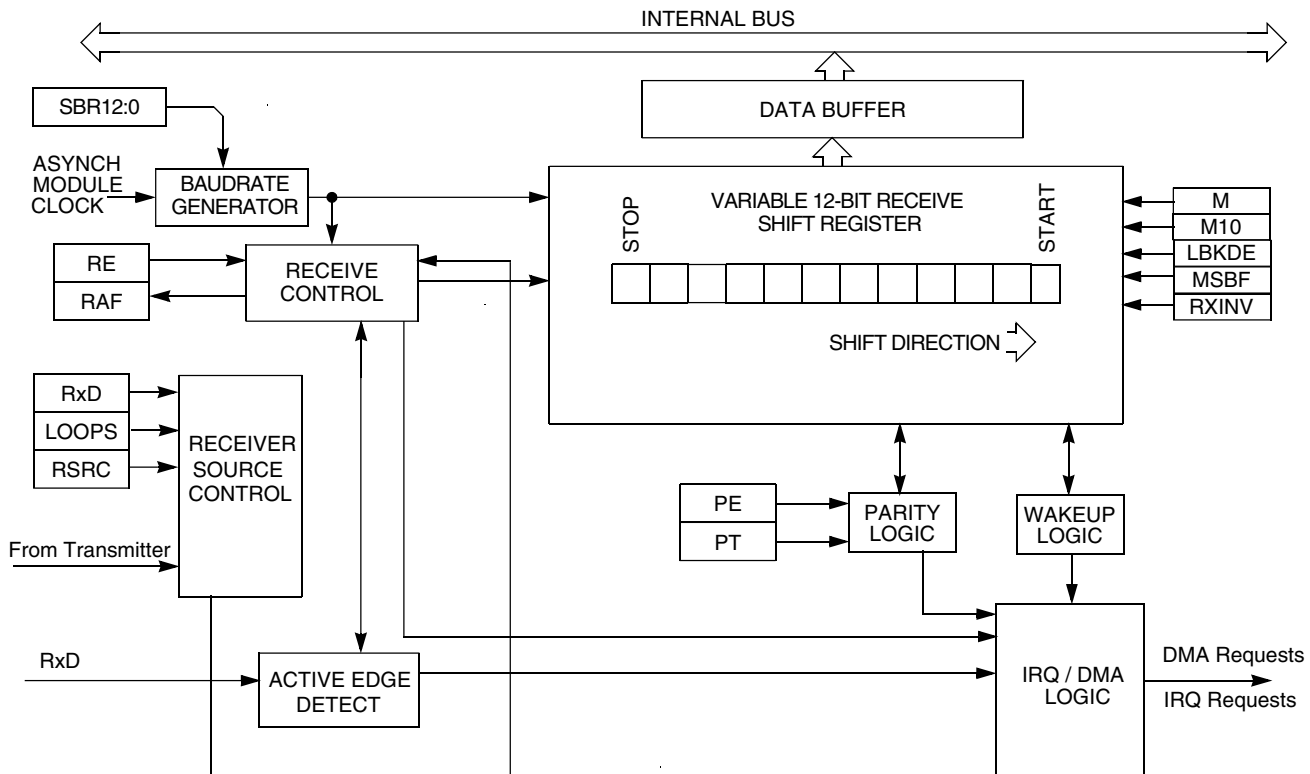 INTERNAL BUS
SBR12:0
DATA BUFFER
ASYNCH
MODULE
CLOCK
BAUDRATE
GENERATOR
VARIABLE 12-BIT RECEIVE
SHIFT REGISTER
STOP
START
M
M10
LBKDE
MSBF
RXINV
RE
RAF
RECEIVE
CONTROL
SHIFT DIRECTION
RxD
LOOPS
RSRC
RECEIVER
SOURCE
CONTROL
From Transmitter
PE
PT
PARITY
LOGIC
WAKEUP
LOGIC
RxD
ACTIVE EDGE
DETECT
IRQ / DMA
LOGIC
DMA Requests
IRQ Requests